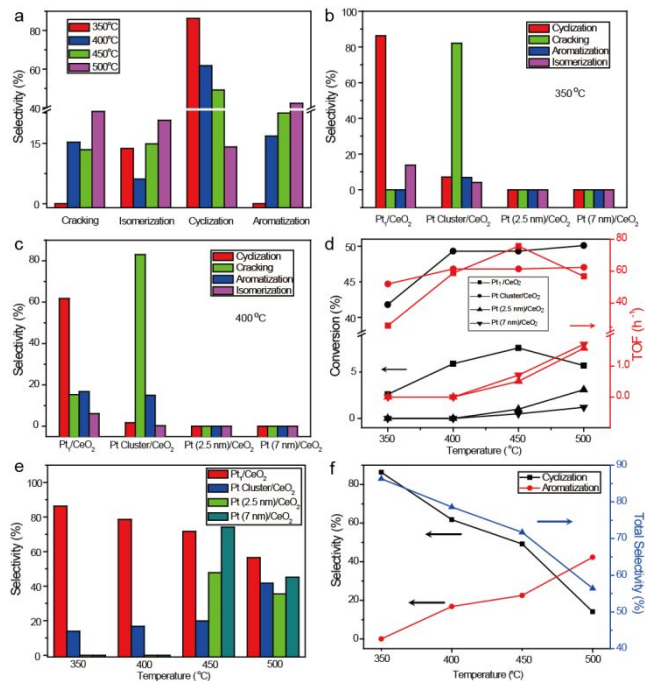 a
350°C
400°C
450°C
500°C
Selectivity (%)
80
60
40
15
0
Cracking
Isomerization
Cyclization
Aromatization
b
Cyclization
Cracking
Aromatization
Isomerization
350 °C
Selectivity (%)
100
80
60
40
20
0
Pt₁/CeO₂
Pt Cluster/CeO₂
Pt (2.5 nm)/CeO₂
Pt (7 nm)/CeO₂
c
Cyclization
Cracking
Aromatization
Isomerization
400 °C
Selectivity (%)
80
60
40
20
0
Pt₁/CeO₂
Pt Cluster/CeO₂
Pt (2.5 nm)/CeO₂
Pt (7 nm)/CeO₂
d
Pt₁/CeO₂
Pt Cluster/CeO₂
Pt (2.5 nm)/CeO₂
Pt (7 nm)/CeO₂
Conversion (%)
50
45
40
5
0
TOF (h⁻¹)
80
60
40
1.0
0.0
350
400
450
500
Temperature (°C)
e
Pt₁/CeO₂
Pt Cluster/CeO₂
Pt (2.5 nm)/CeO₂
Pt (7 nm)/CeO₂
Selectivity (%)
100
80
60
40
20
0
350
400
450
500
Temperature (°C)
f
Cyclization
Aromatization
Selectivity (%)
80
60
40
20
0
Total Selectivity (%)
90
80
70
60
50
40
350
400
450
500
Temperature (°C)